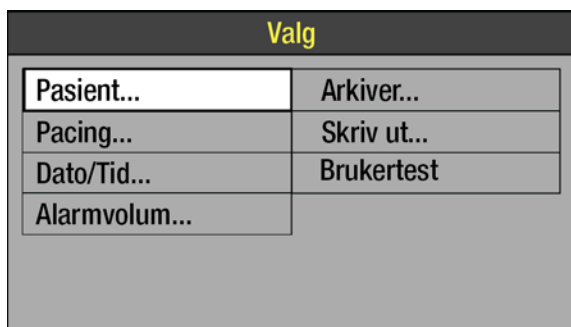 Valg
Pasient...
Pacing...
Dato/Tid...
Alarmvolum...
Arkiver...
Skriv ut...
Brukertest